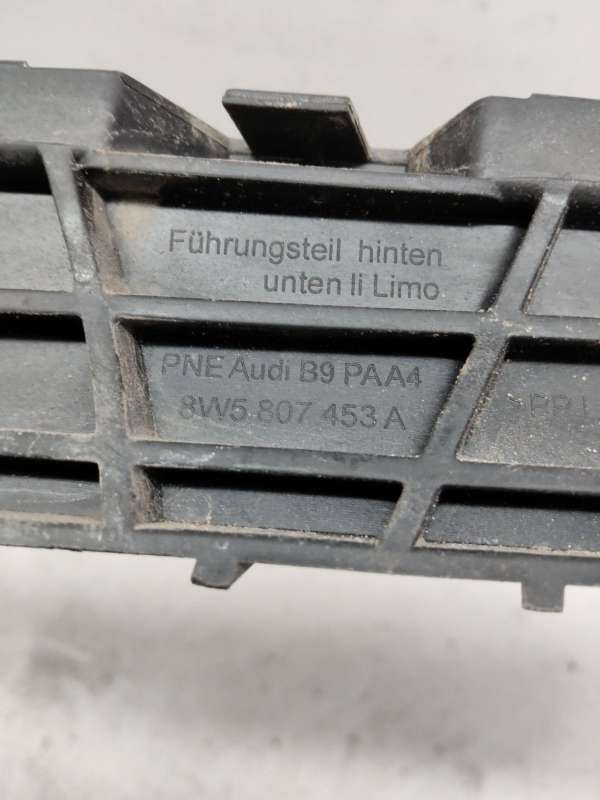 Führungsteil hinten
unten li Limo
PNE Audi B9 PAA4
8W5.807 453 A